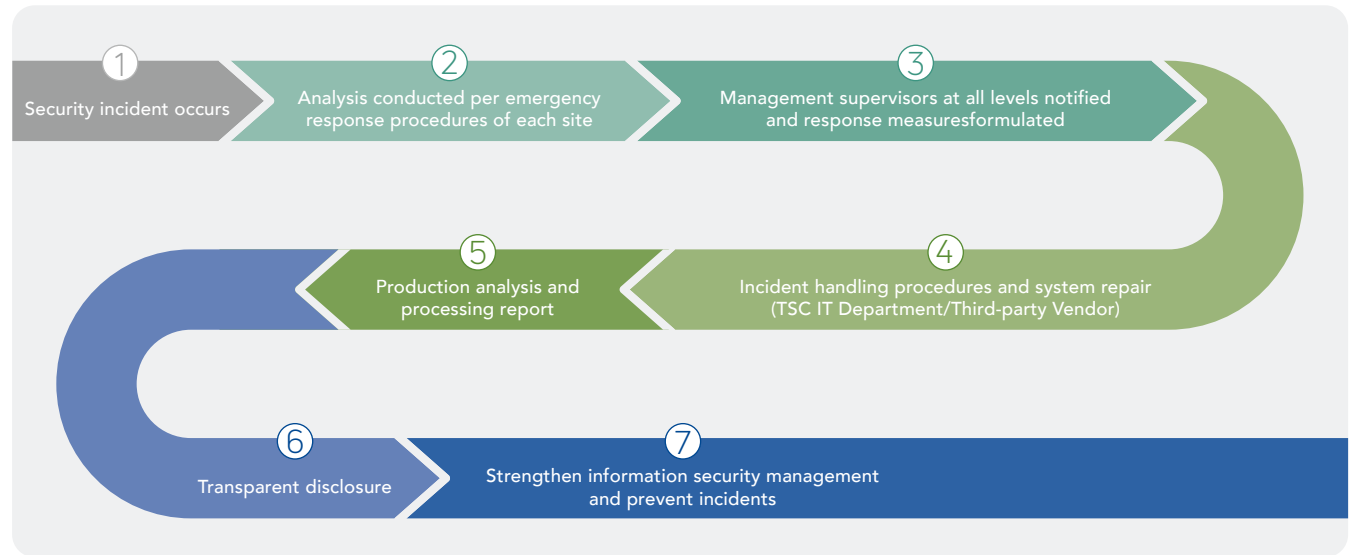 1
Security incident occurs
2
Analysis conducted per emergency
response procedures of each site
3
Management supervisors at all levels notified
and response measuresformulated
4
Incident handling procedures and system repair
(TSC IT Department/Third-party Vendor)
5
Production analysis and
processing report
6
Transparent disclosure
7
Strengthen information security management
and prevent incidents